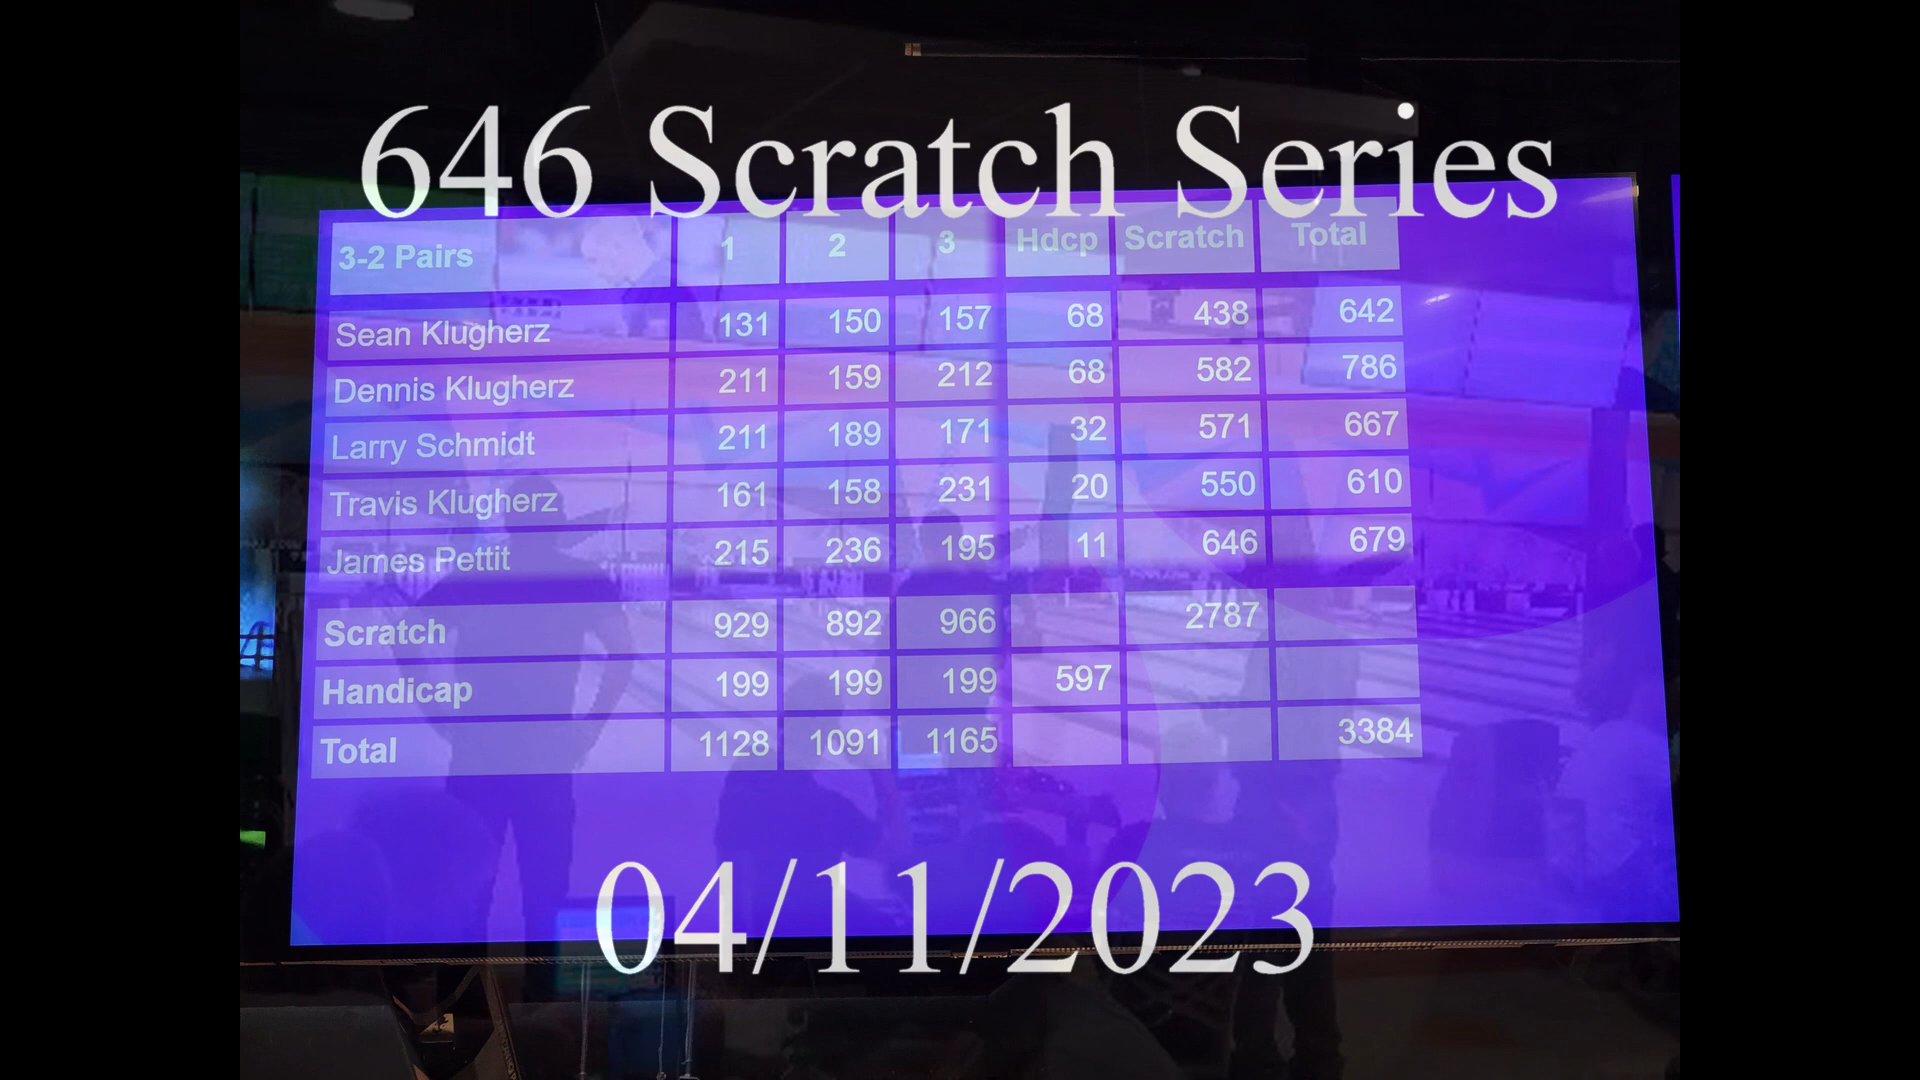 646 Scratch Series
3-2 Pairs 1 2 3 Hdcp Scratch Total
Sean Klugherz 131 150 157 68 438 642
Dennis Klugherz 211 159 212 68 582 786
Larry Schmidt 211 189 171 32 571 667
Travis Klugherz 161 158 231 20 550 610
James Pettit 215 236 195 11 646 679
Scratch 929 892 966 2787
Handicap 199 199 199 597
Total 1128 1091 1165 3384
04/11/2023